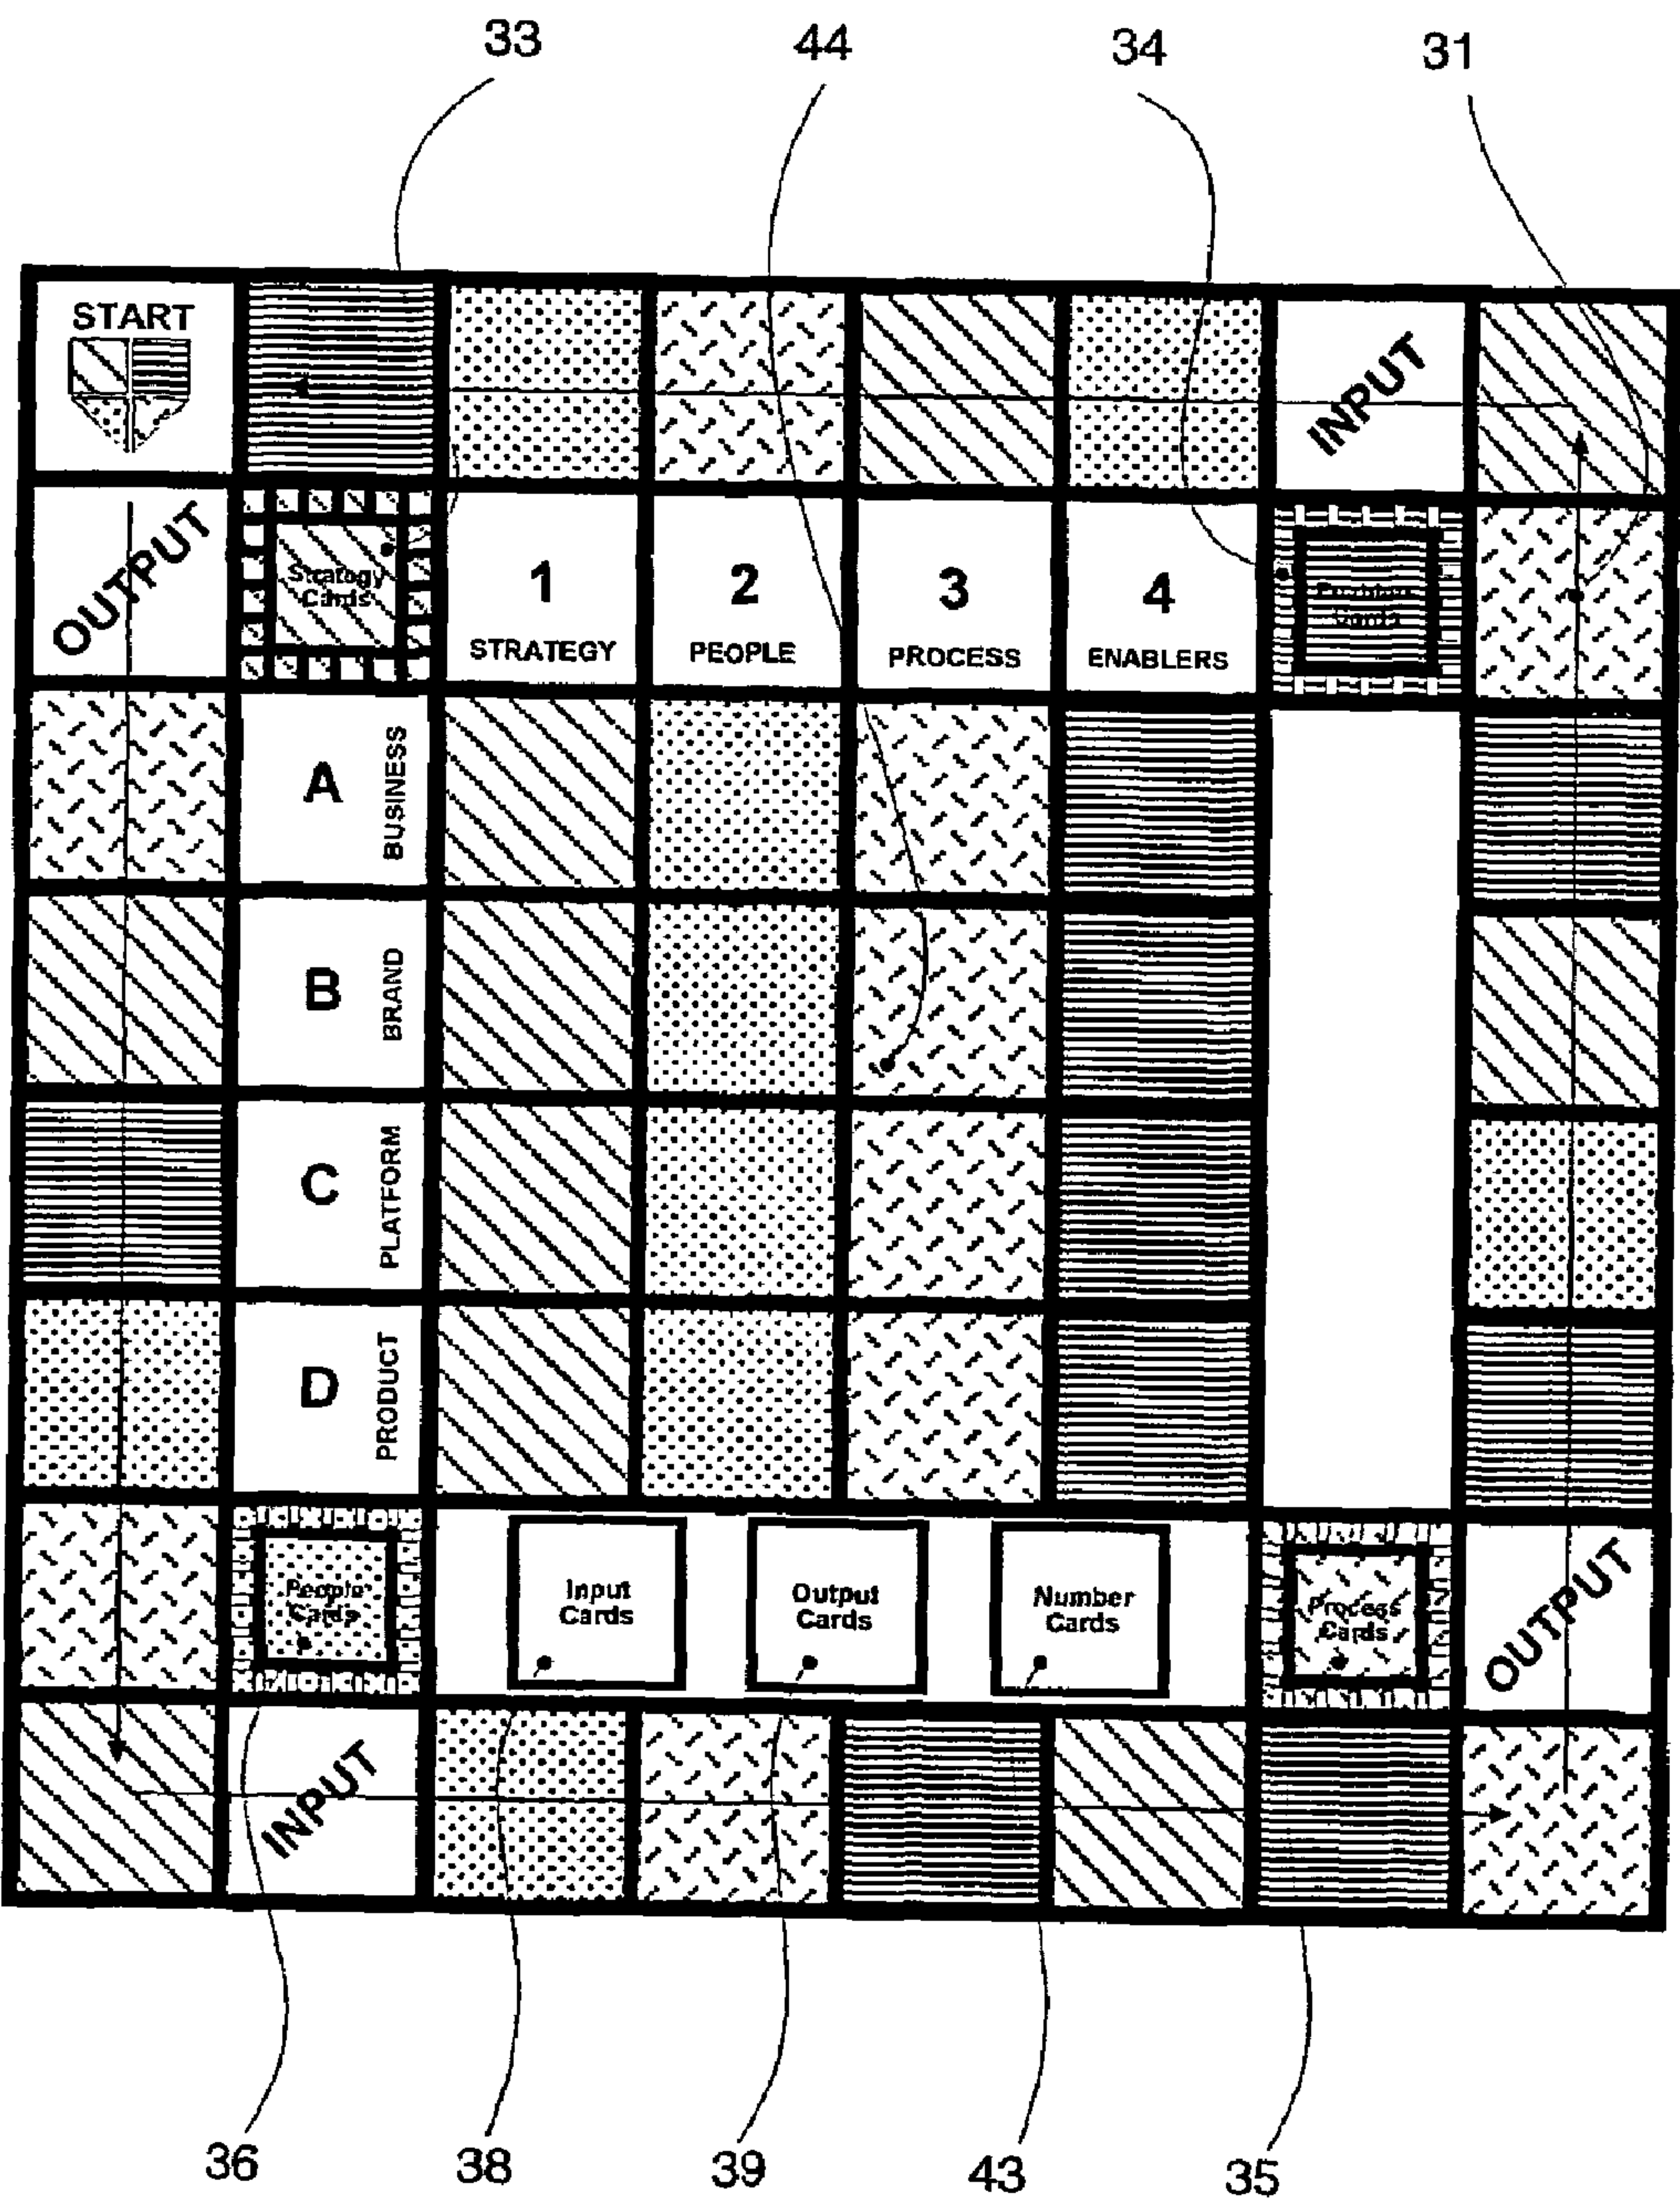 33
44
34
31
START
INPUT
OUTPUT
Strategy
Cards
1
STRATEGY
2
PEOPLE
3
PROCESS
4
ENABLERS
Cards
A
BUSINESS
B
BRAND
C
PLATFORM
D
PRODUCT
People
Cards
Input
Cards
Output
Cards
Number
Cards
Process
Cards
OUTPUT
INPUT
36
38
39
43
35